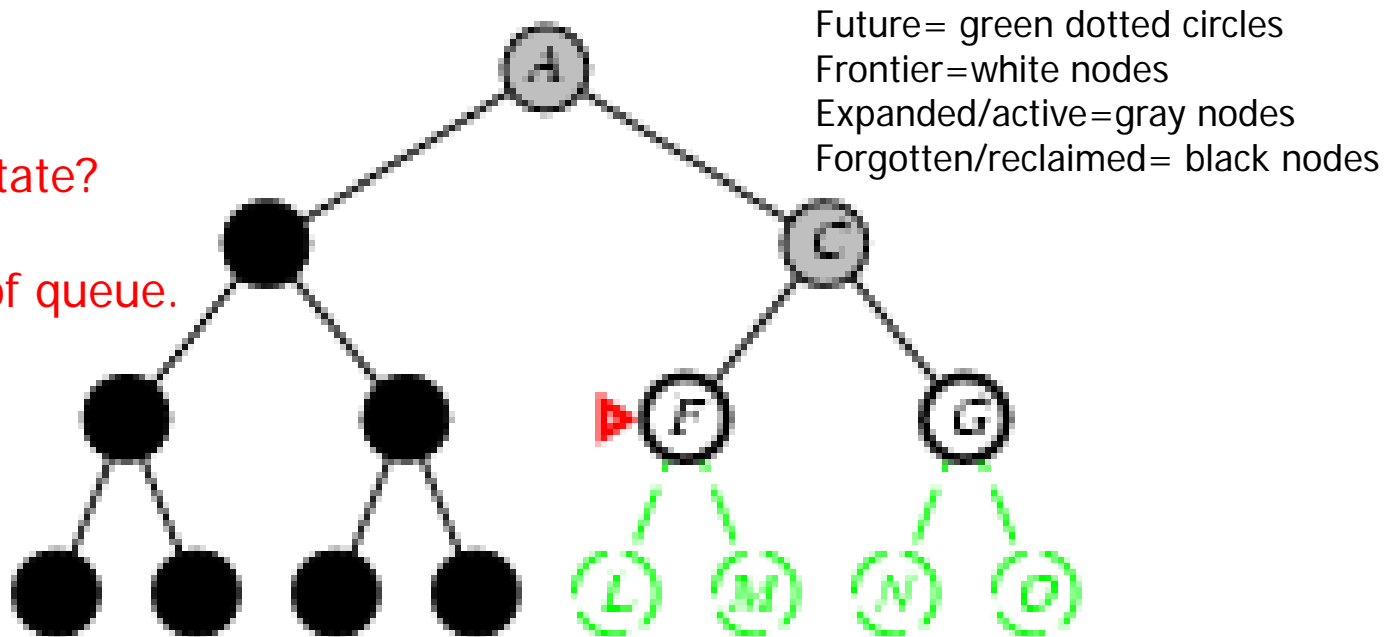 Future= green dotted circles
Frontier=white nodes
Expanded/active=gray nodes
Forgotten/reclaimed= black nodes
tate?
of queue.
A
C
F
G
L
M
N
O